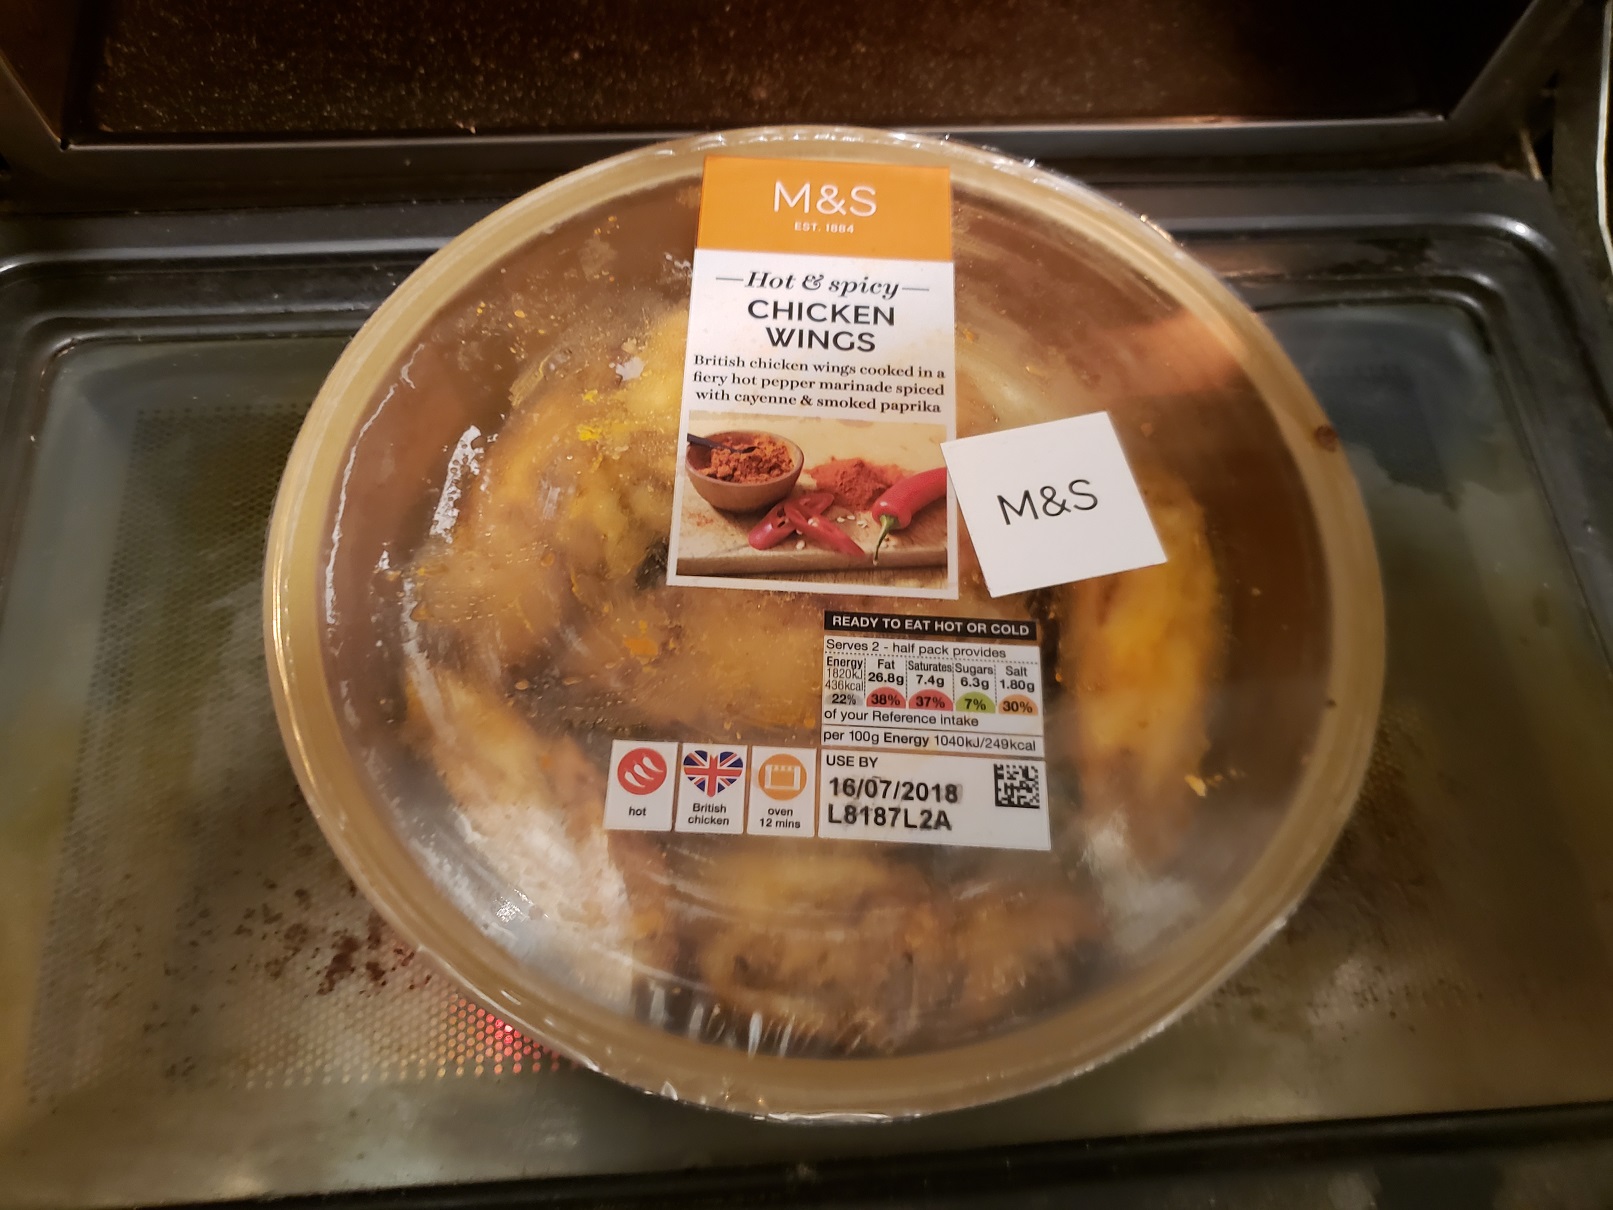 M&S
EST. 1884
Hot & spicy
CHICKEN
WINGS
British chicken wings cooked in a
fiery hot pepper marinade spiced
with cayenne & smoked paprika
M&S
READY TO EAT HOT OR COLD
Serves 2 - half pack provides
Energy Fat Saturates Sugars Salt
1820kJ 26.8g 7.4g 6.3g 1.80g
436kcal
22% 38% 37% 7% 30%
of your Reference intake
per 100g Energy 1040kJ/249kcal
USE BY
16/07/2018
L8187L2A
hot
British
chicken
oven
12 mins